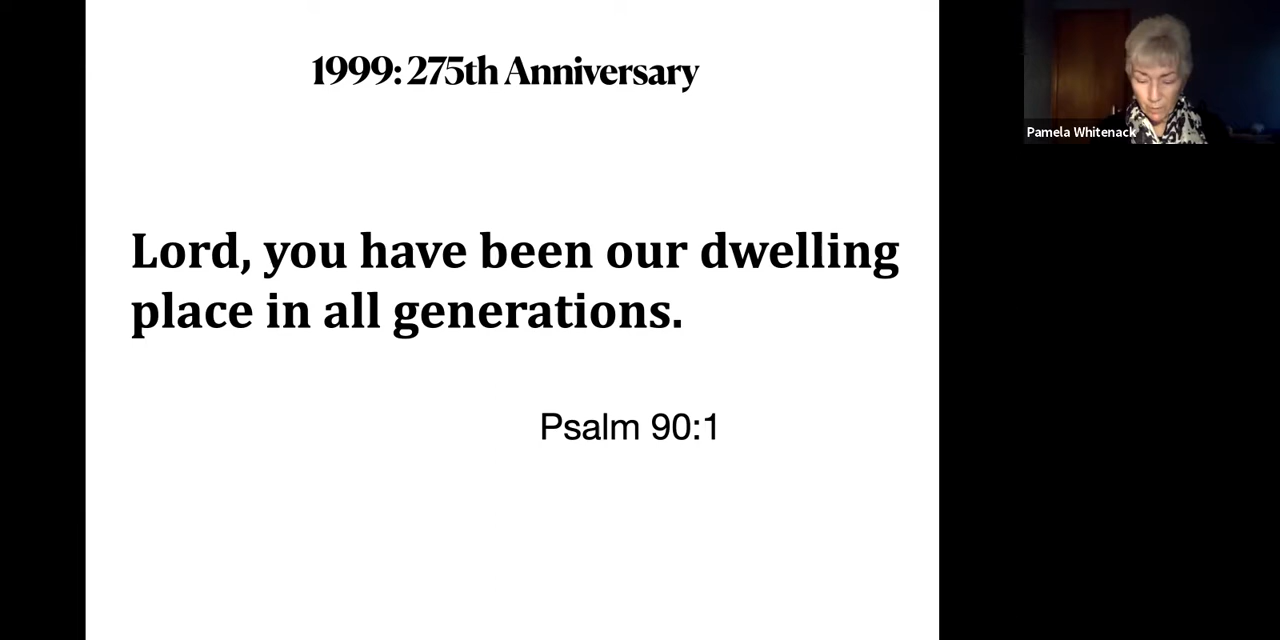 1999: 275th Anniversary
Lord, you have been our dwelling
place in all generations.
Psalm 90:1
Pamela Whitenack